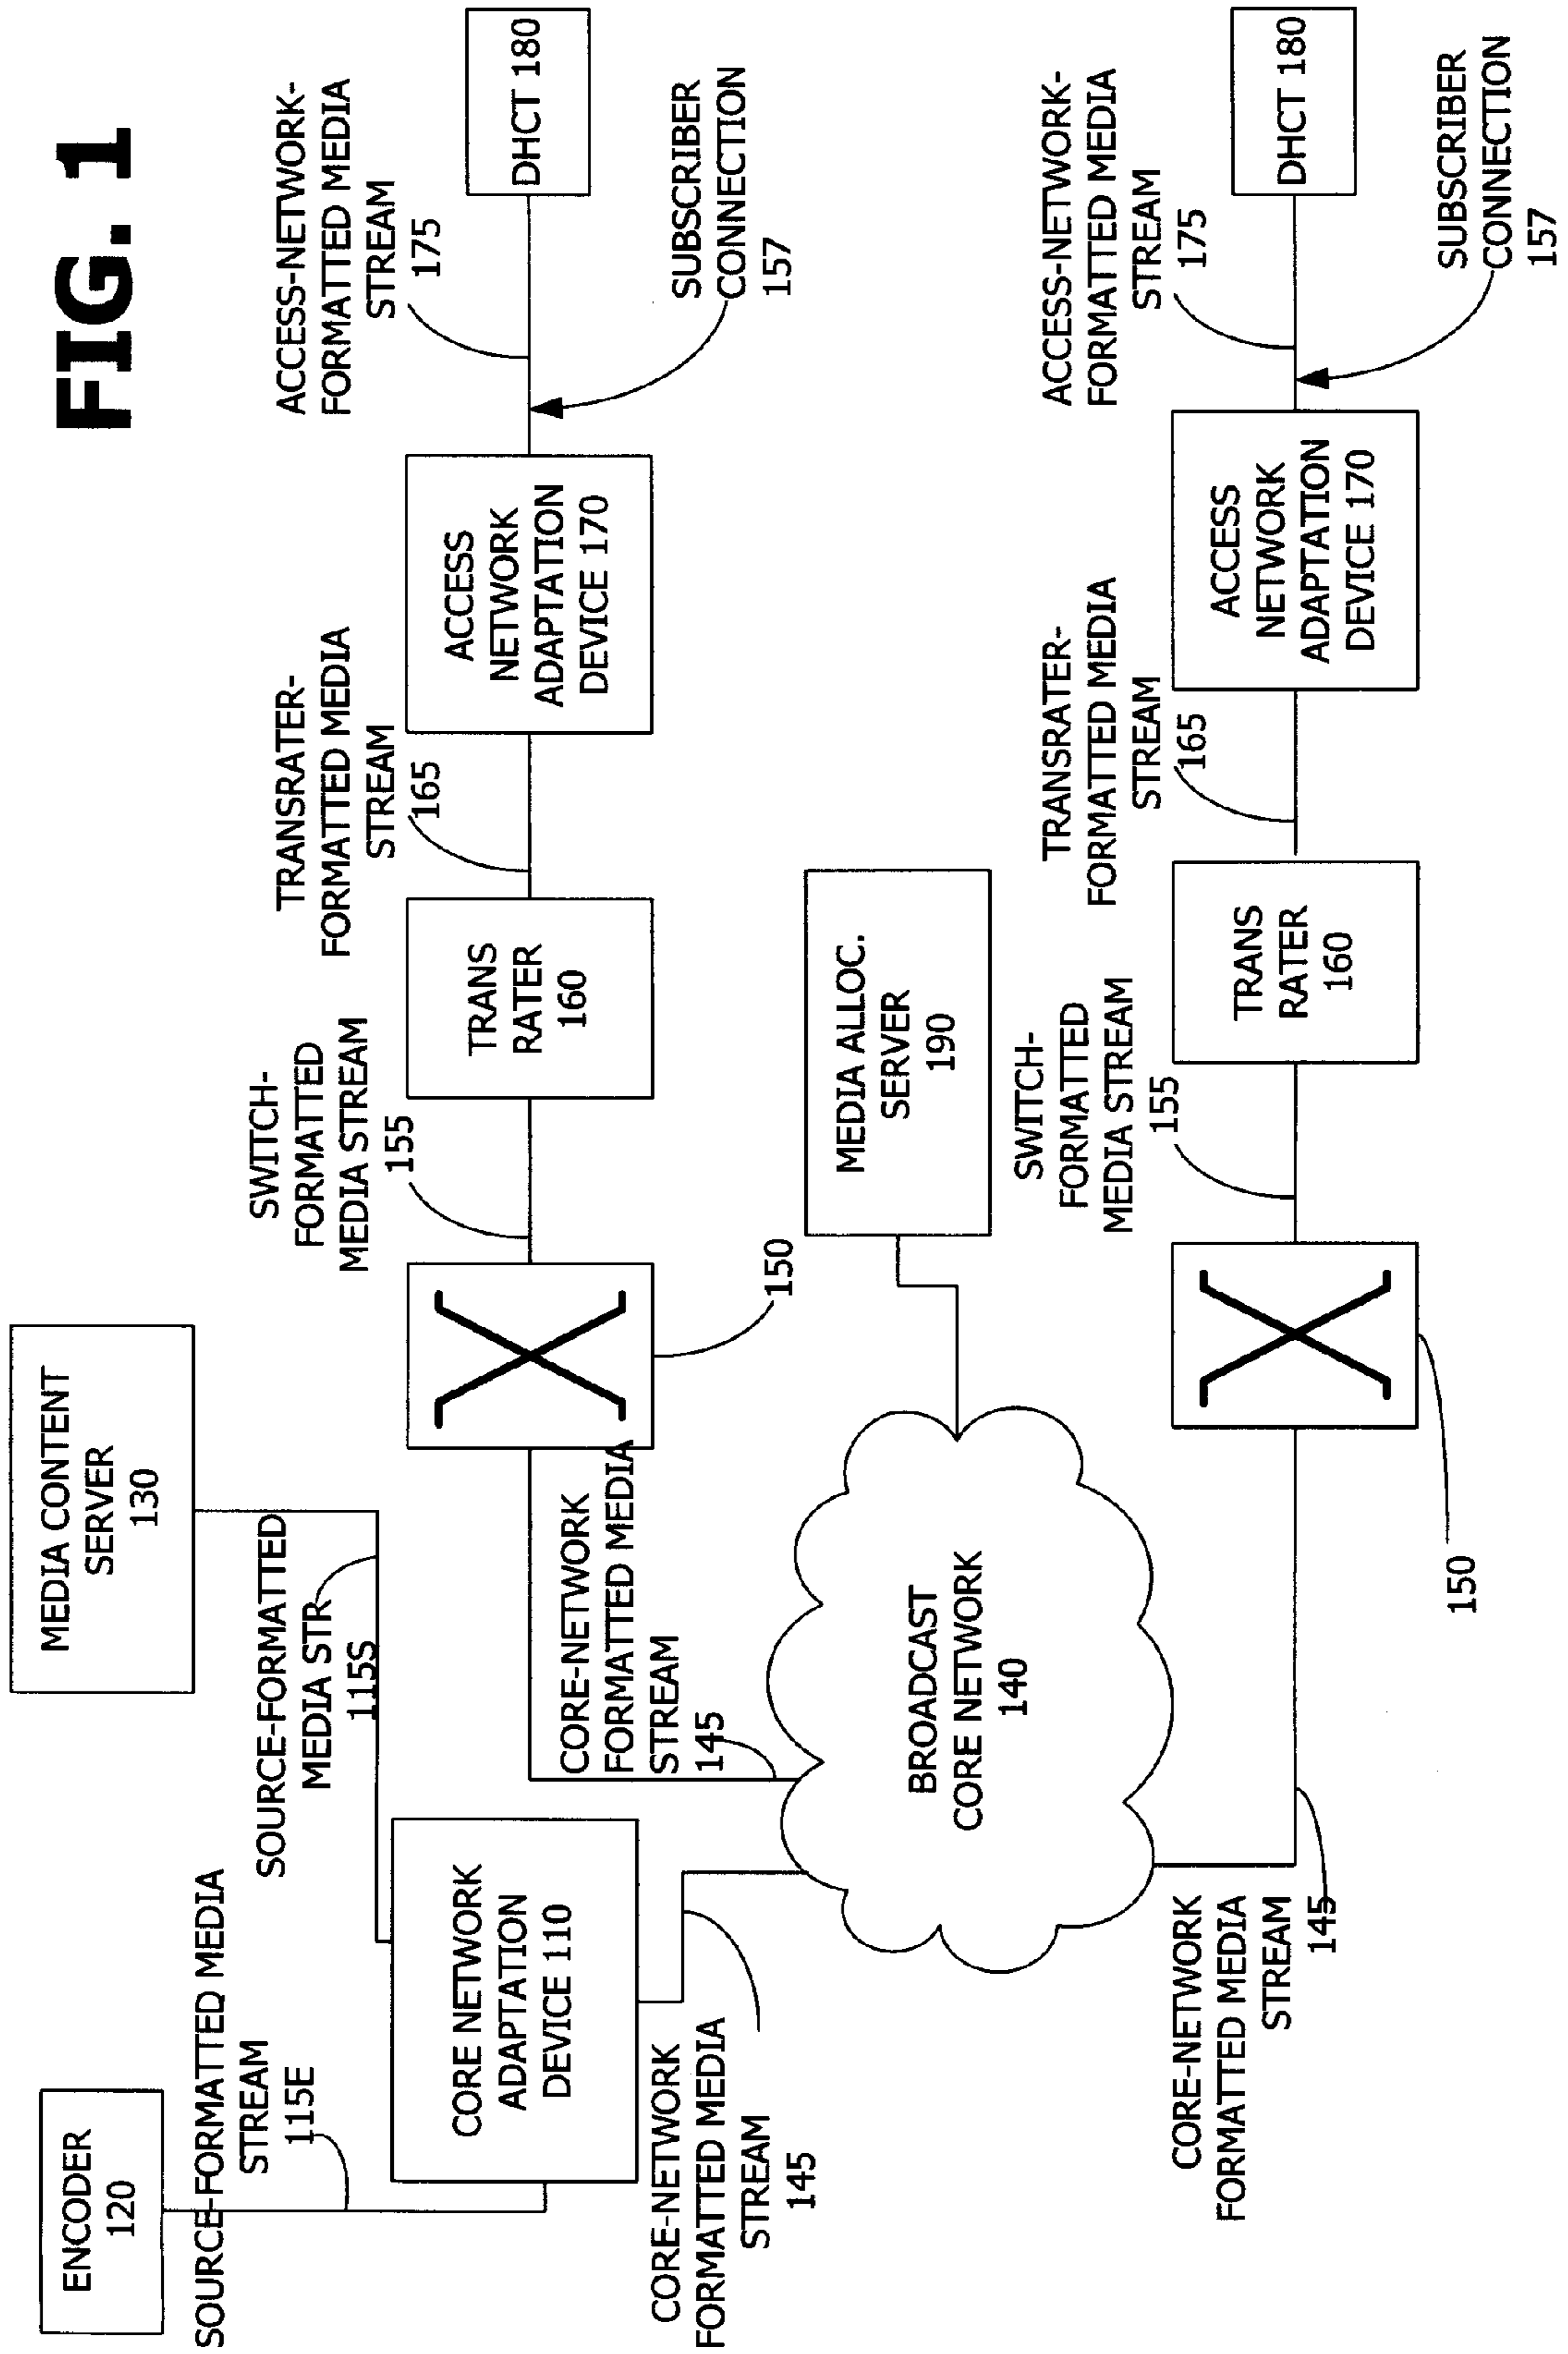 FIG. 1
ENCODER
120
SOURCE-FORMATTED MEDIA
STREAM
115E
MEDIA CONTENT
SERVER
130
SOURCE-FORMATTED
MEDIA STR
115S
CORE NETWORK
ADAPTATION
DEVICE 110
CORE-NETWORK
FORMATTED MEDIA
STREAM
145
CORE-NETWORK
FORMATTED MEDIA
STREAM
145
BROADCAST
CORE NETWORK
140
150
SWITCH-
FORMATTED
MEDIA STREAM
155
TRANS
RATER
160
TRANSRATER-
FORMATTED MEDIA
STREAM
165
ACCESS
NETWORK
ADAPTATION
DEVICE 170
ACCESS-NETWORK-
FORMATTED MEDIA
STREAM
175
SUBSCRIBER
CONNECTION
157
DHCT 180
MEDIA ALLOC.
SERVER
190
CORE-NETWORK
FORMATTED MEDIA
STREAM
145
150
SWITCH-
FORMATTED
MEDIA STREAM
155
TRANS
RATER
160
TRANSRATER-
FORMATTED MEDIA
STREAM
165
ACCESS
NETWORK
ADAPTATION
DEVICE 170
ACCESS-NETWORK-
FORMATTED MEDIA
STREAM
175
SUBSCRIBER
CONNECTION
157
DHCT 180